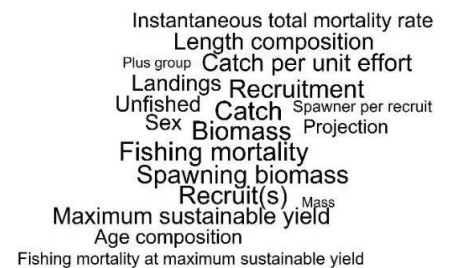 Instantaneous total mortality rate
Length composition
Plus group Catch per unit effort
Landings Recruitment
Unfished Catch Spawner per recruit
Sex Biomass Projection
Fishing mortality
Spawning biomass
Recruit(s) Mass
Maximum sustainable yield
Age composition
Fishing mortality at maximum sustainable yield